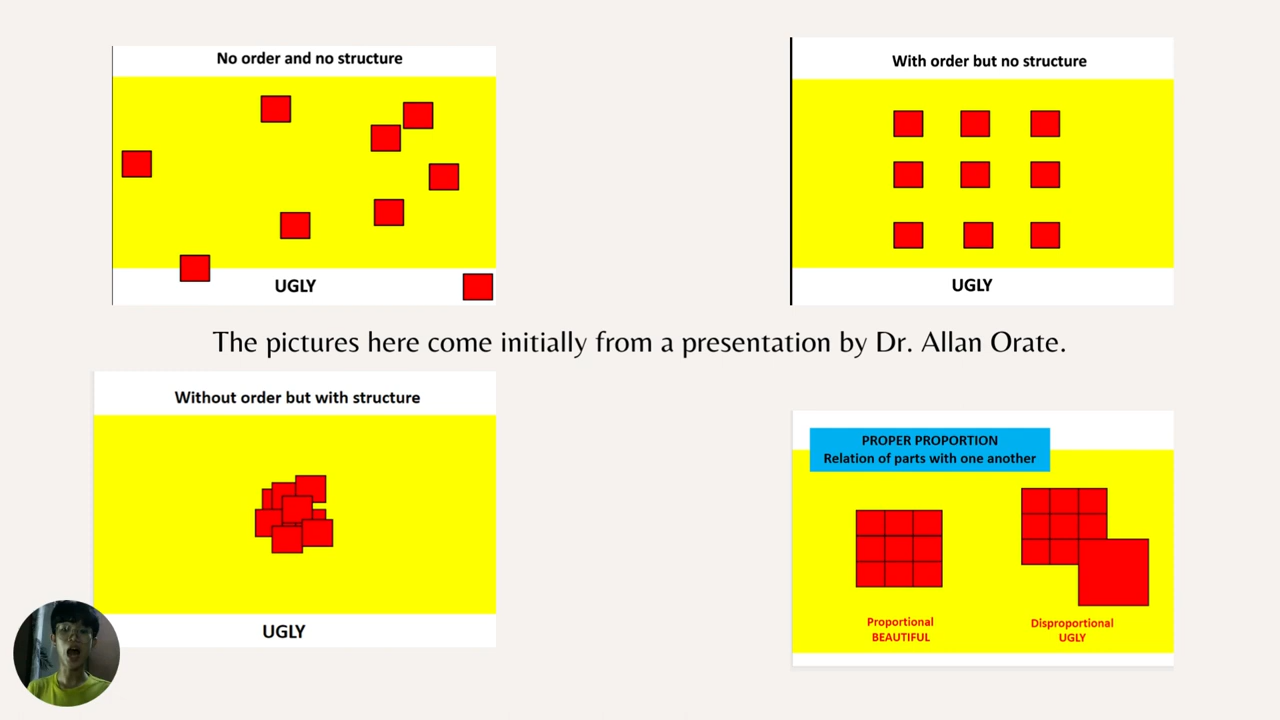 No order and no structure
UGLY
With order but no structure
UGLY
The pictures here come initially from a presentation by Dr. Allan Orate.
Without order but with structure
UGLY
PROPER PROPORTION
Relation of parts with one another
Proportional
BEAUTIFUL
Disproportional
UGLY